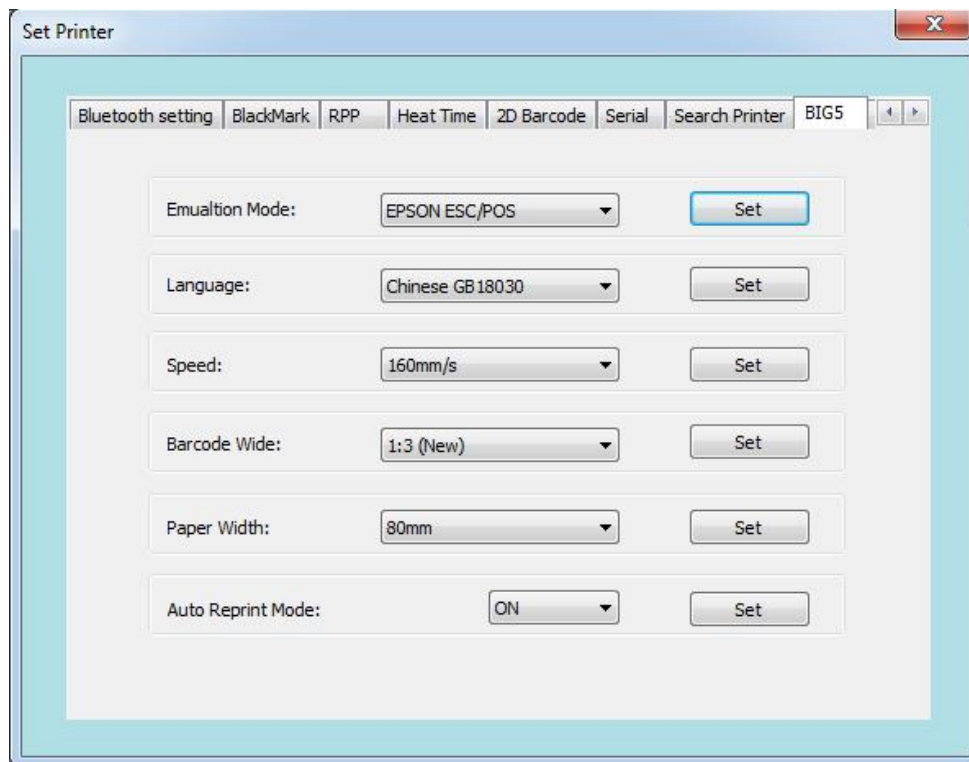 Set Printer
Bluetooth setting BlackMark RPP Heat Time 2D Barcode Serial Search Printer BIG5
Emualtion Mode: EPSON ESC/POS Set
Language: Chinese GB18030 Set
Speed: 160mm/s Set
Barcode Wide: 1:3 (New) Set
Paper Width: 80mm Set
Auto Reprint Mode: ON Set